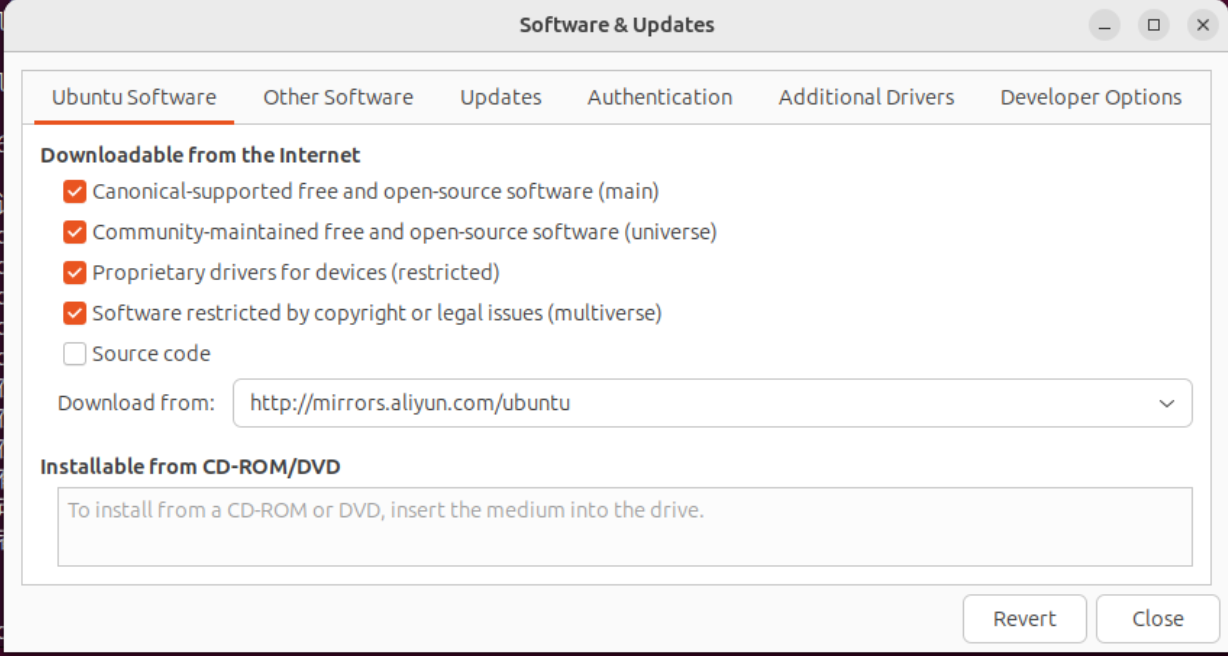 Software & Updates
Ubuntu Software Other Software Updates Authentication Additional Drivers Developer Options
Downloadable from the Internet
Canonical-supported free and open-source software (main)
Community-maintained free and open-source software (universe)
Proprietary drivers for devices (restricted)
Software restricted by copyright or legal issues (multiverse)
Source code
Download from: http://mirrors.aliyun.com/ubuntu
Installable from CD-ROM/DVD
To install from a CD-ROM or DVD, insert the medium into the drive.
Revert Close